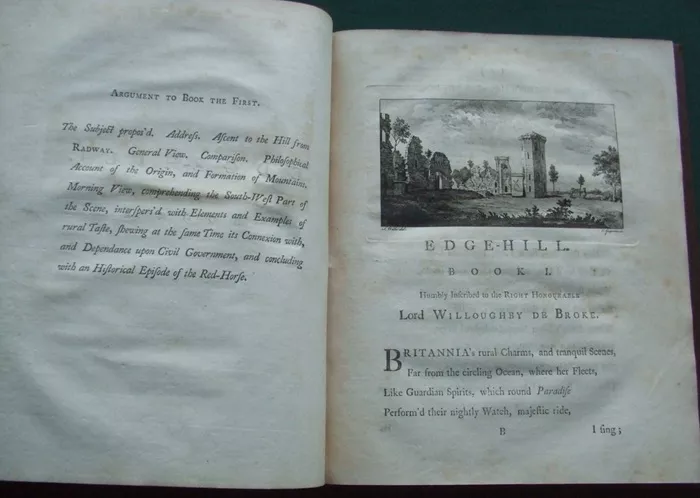 ARGUMENT TO BOOK THE FIRST.
The Subject propos'd. Address. Ascent to the Hill from
RADWAY. General View. Comparison. Philosophical
Account of the Origin, and Formation of Mountains.
Morning View, comprehending the South-West Part of
the Scene, interspers'd with Elements and Examples of
rural Taste, shewing at the same Time its Connexion with,
and Dependance upon Civil Government, and concluding
with an Historical Episode of the Red-Horse.
EDGE-HILL.
BOOK I.
Humbly Inscribed to the RIGHT HONOURABLE
LORD WILLOUGHBY DE BROKE.
BRITANNIA's rural Charms, and tranquil Scenes,
Far from the circling Ocean, where her Fleets,
Like Guardian Spirits, which round Paradise
Perform'd their nightly Watch, majestic ride,
B
I sing;